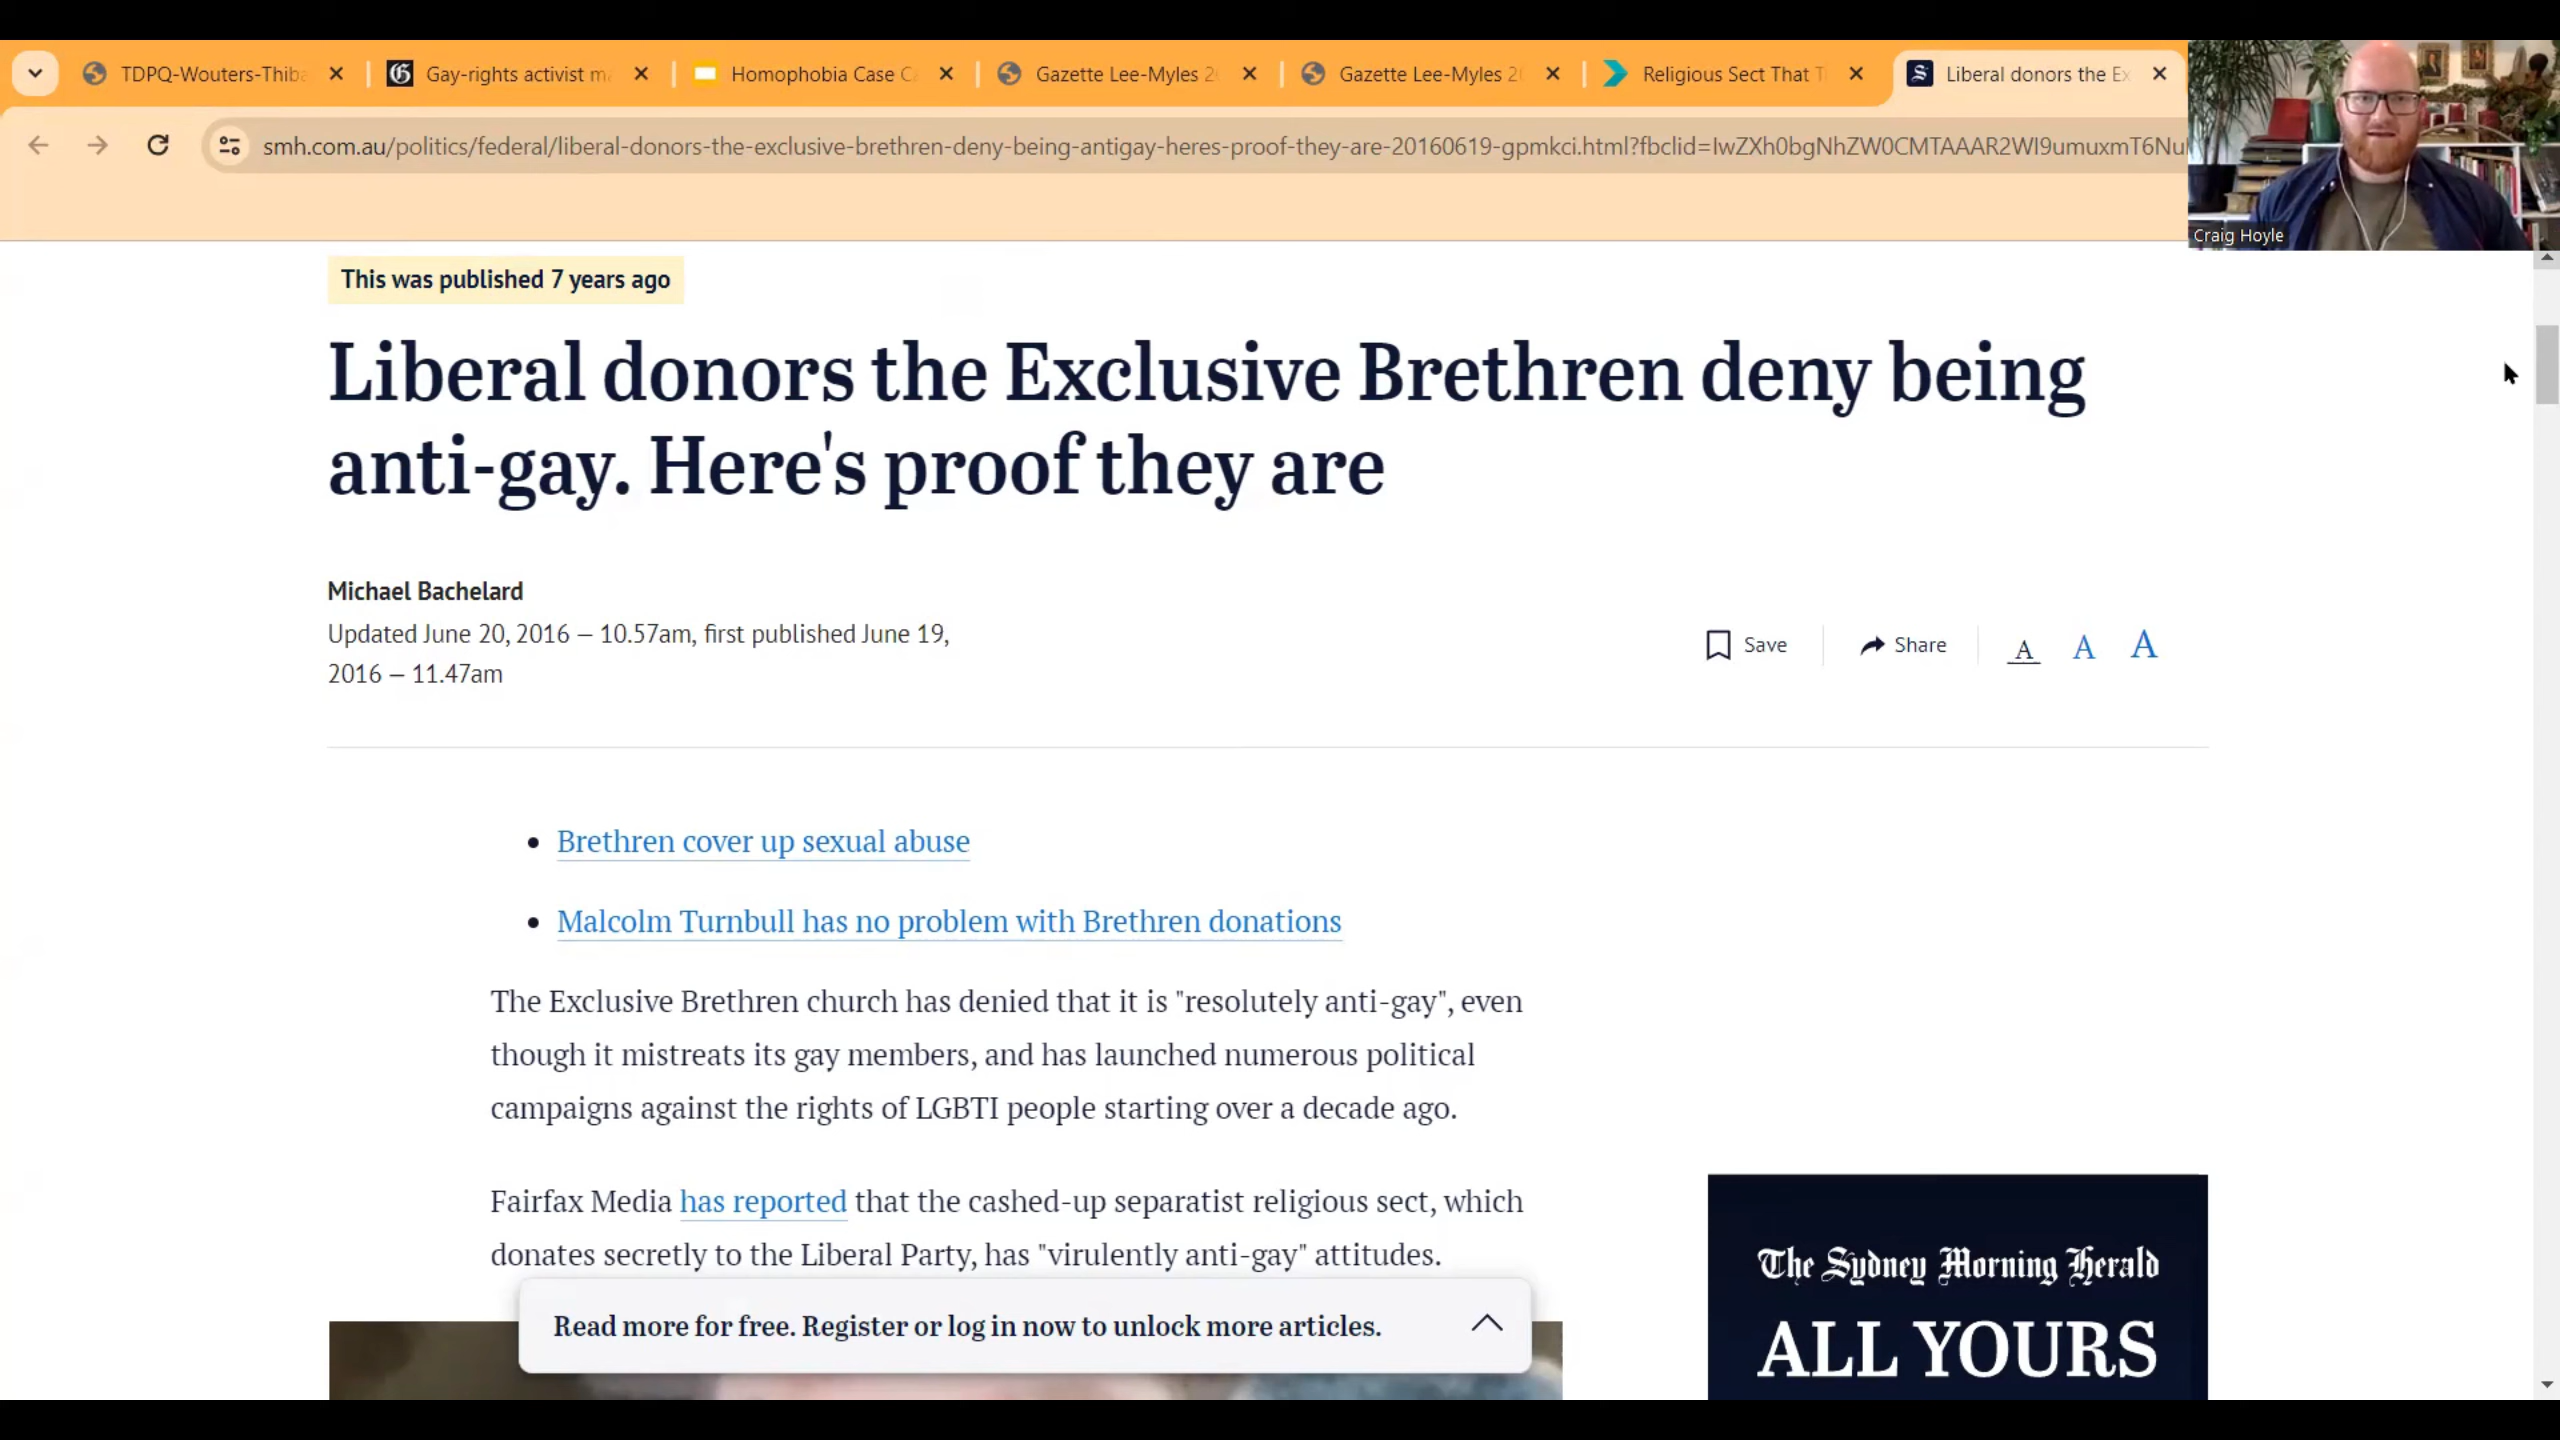 TDPQ-Wouters-Thiba
Gay-rights activist ma
Homophobia Case Ca
Gazette Lee-Myles 2
Gazette Lee-Myles 2
Religious Sect That T
Liberal donors the Ex
smh.com.au/politics/federal/liberal-donors-the-exclusive-brethren-deny-being-antigay-heres-proof-they-are-20160619-gpmkci.html?fbclid=IwZXh0bgNhZW0CMTAAAR2WI9umuxmT6Nu
Craig Hoyle
This was published 7 years ago
Liberal donors the Exclusive Brethren deny being
anti-gay. Here's proof they are
Michael Bachelard
Updated June 20, 2016 – 10.57am, first published June 19,
2016 – 11.47am
Save
Share
A A A
Brethren cover up sexual abuse
Malcolm Turnbull has no problem with Brethren donations
The Exclusive Brethren church has denied that it is "resolutely anti-gay", even
though it mistreats its gay members, and has launched numerous political
campaigns against the rights of LGBTI people starting over a decade ago.
Fairfax Media has reported that the cashed-up separatist religious sect, which
donates secretly to the Liberal Party, has "virulently anti-gay" attitudes.
Read more for free. Register or log in now to unlock more articles.
The Sydney Morning Herald
ALL YOURS